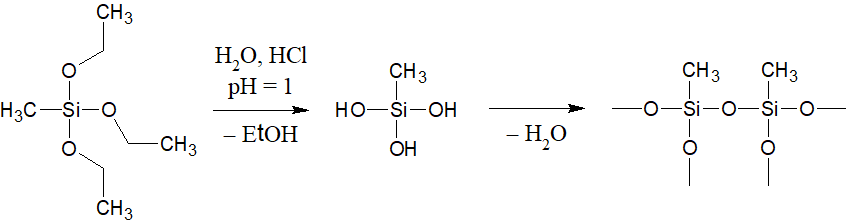 CH₃
O
H₃C Si O
O CH₃
CH₃
H₂O, HCl
pH = 1
– EtOH
CH₃
HO Si OH
OH
– H₂O
CH₃ CH₃
O Si O Si O
O O